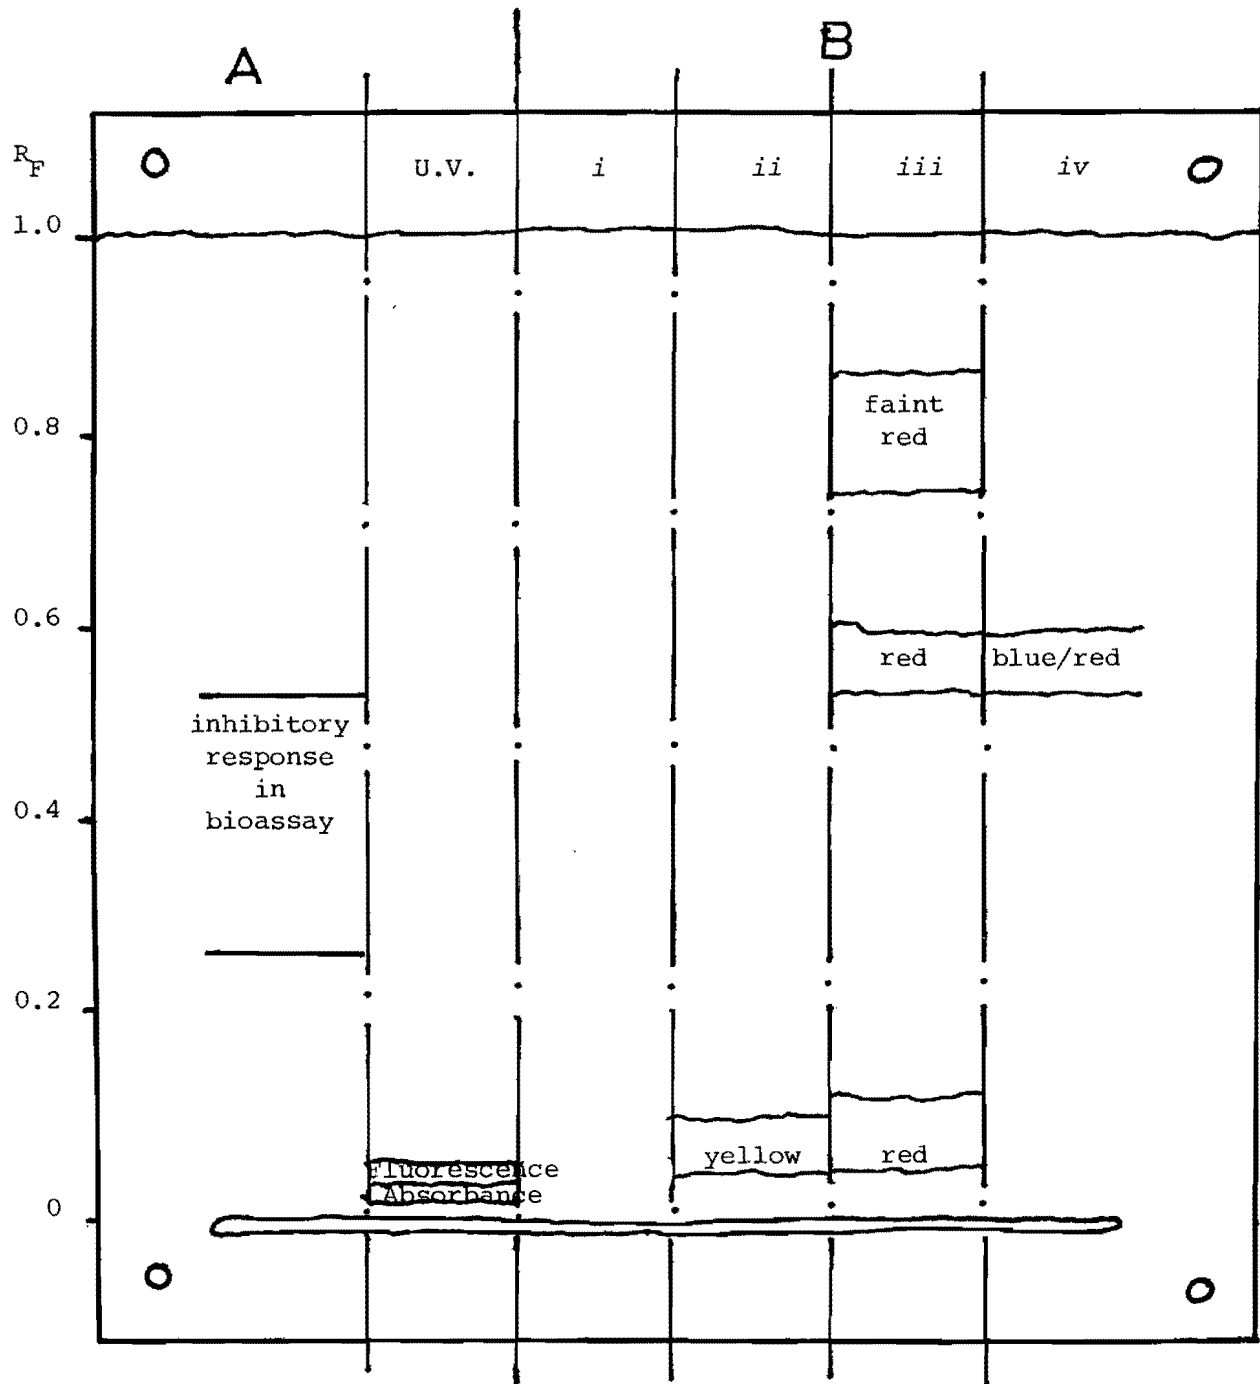 A
B
R_F
U.V.
i
ii
iii
iv
1.0
faint
red
0.8
0.6
red
blue/red
inhibitory
response
in
bioassay
0.4
0.2
yellow
red
Fluorescence
Absorbance
0